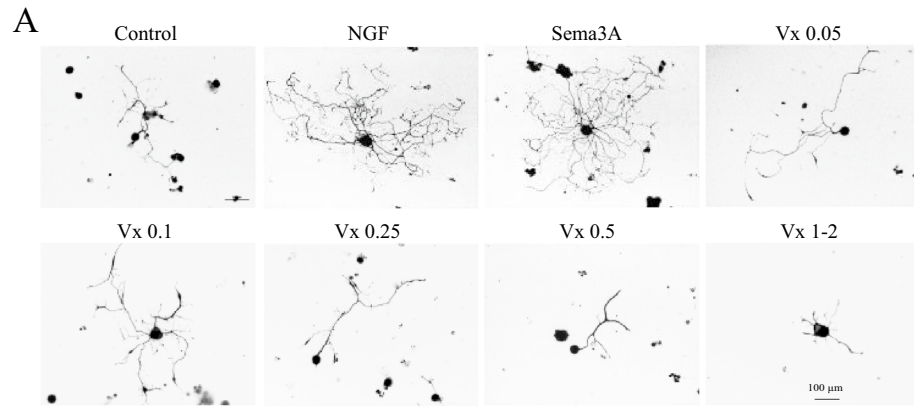 A
Control NGF Sema3A Vx 0.05
Vx 0.1 Vx 0.25 Vx 0.5 Vx 1-2
100 µm